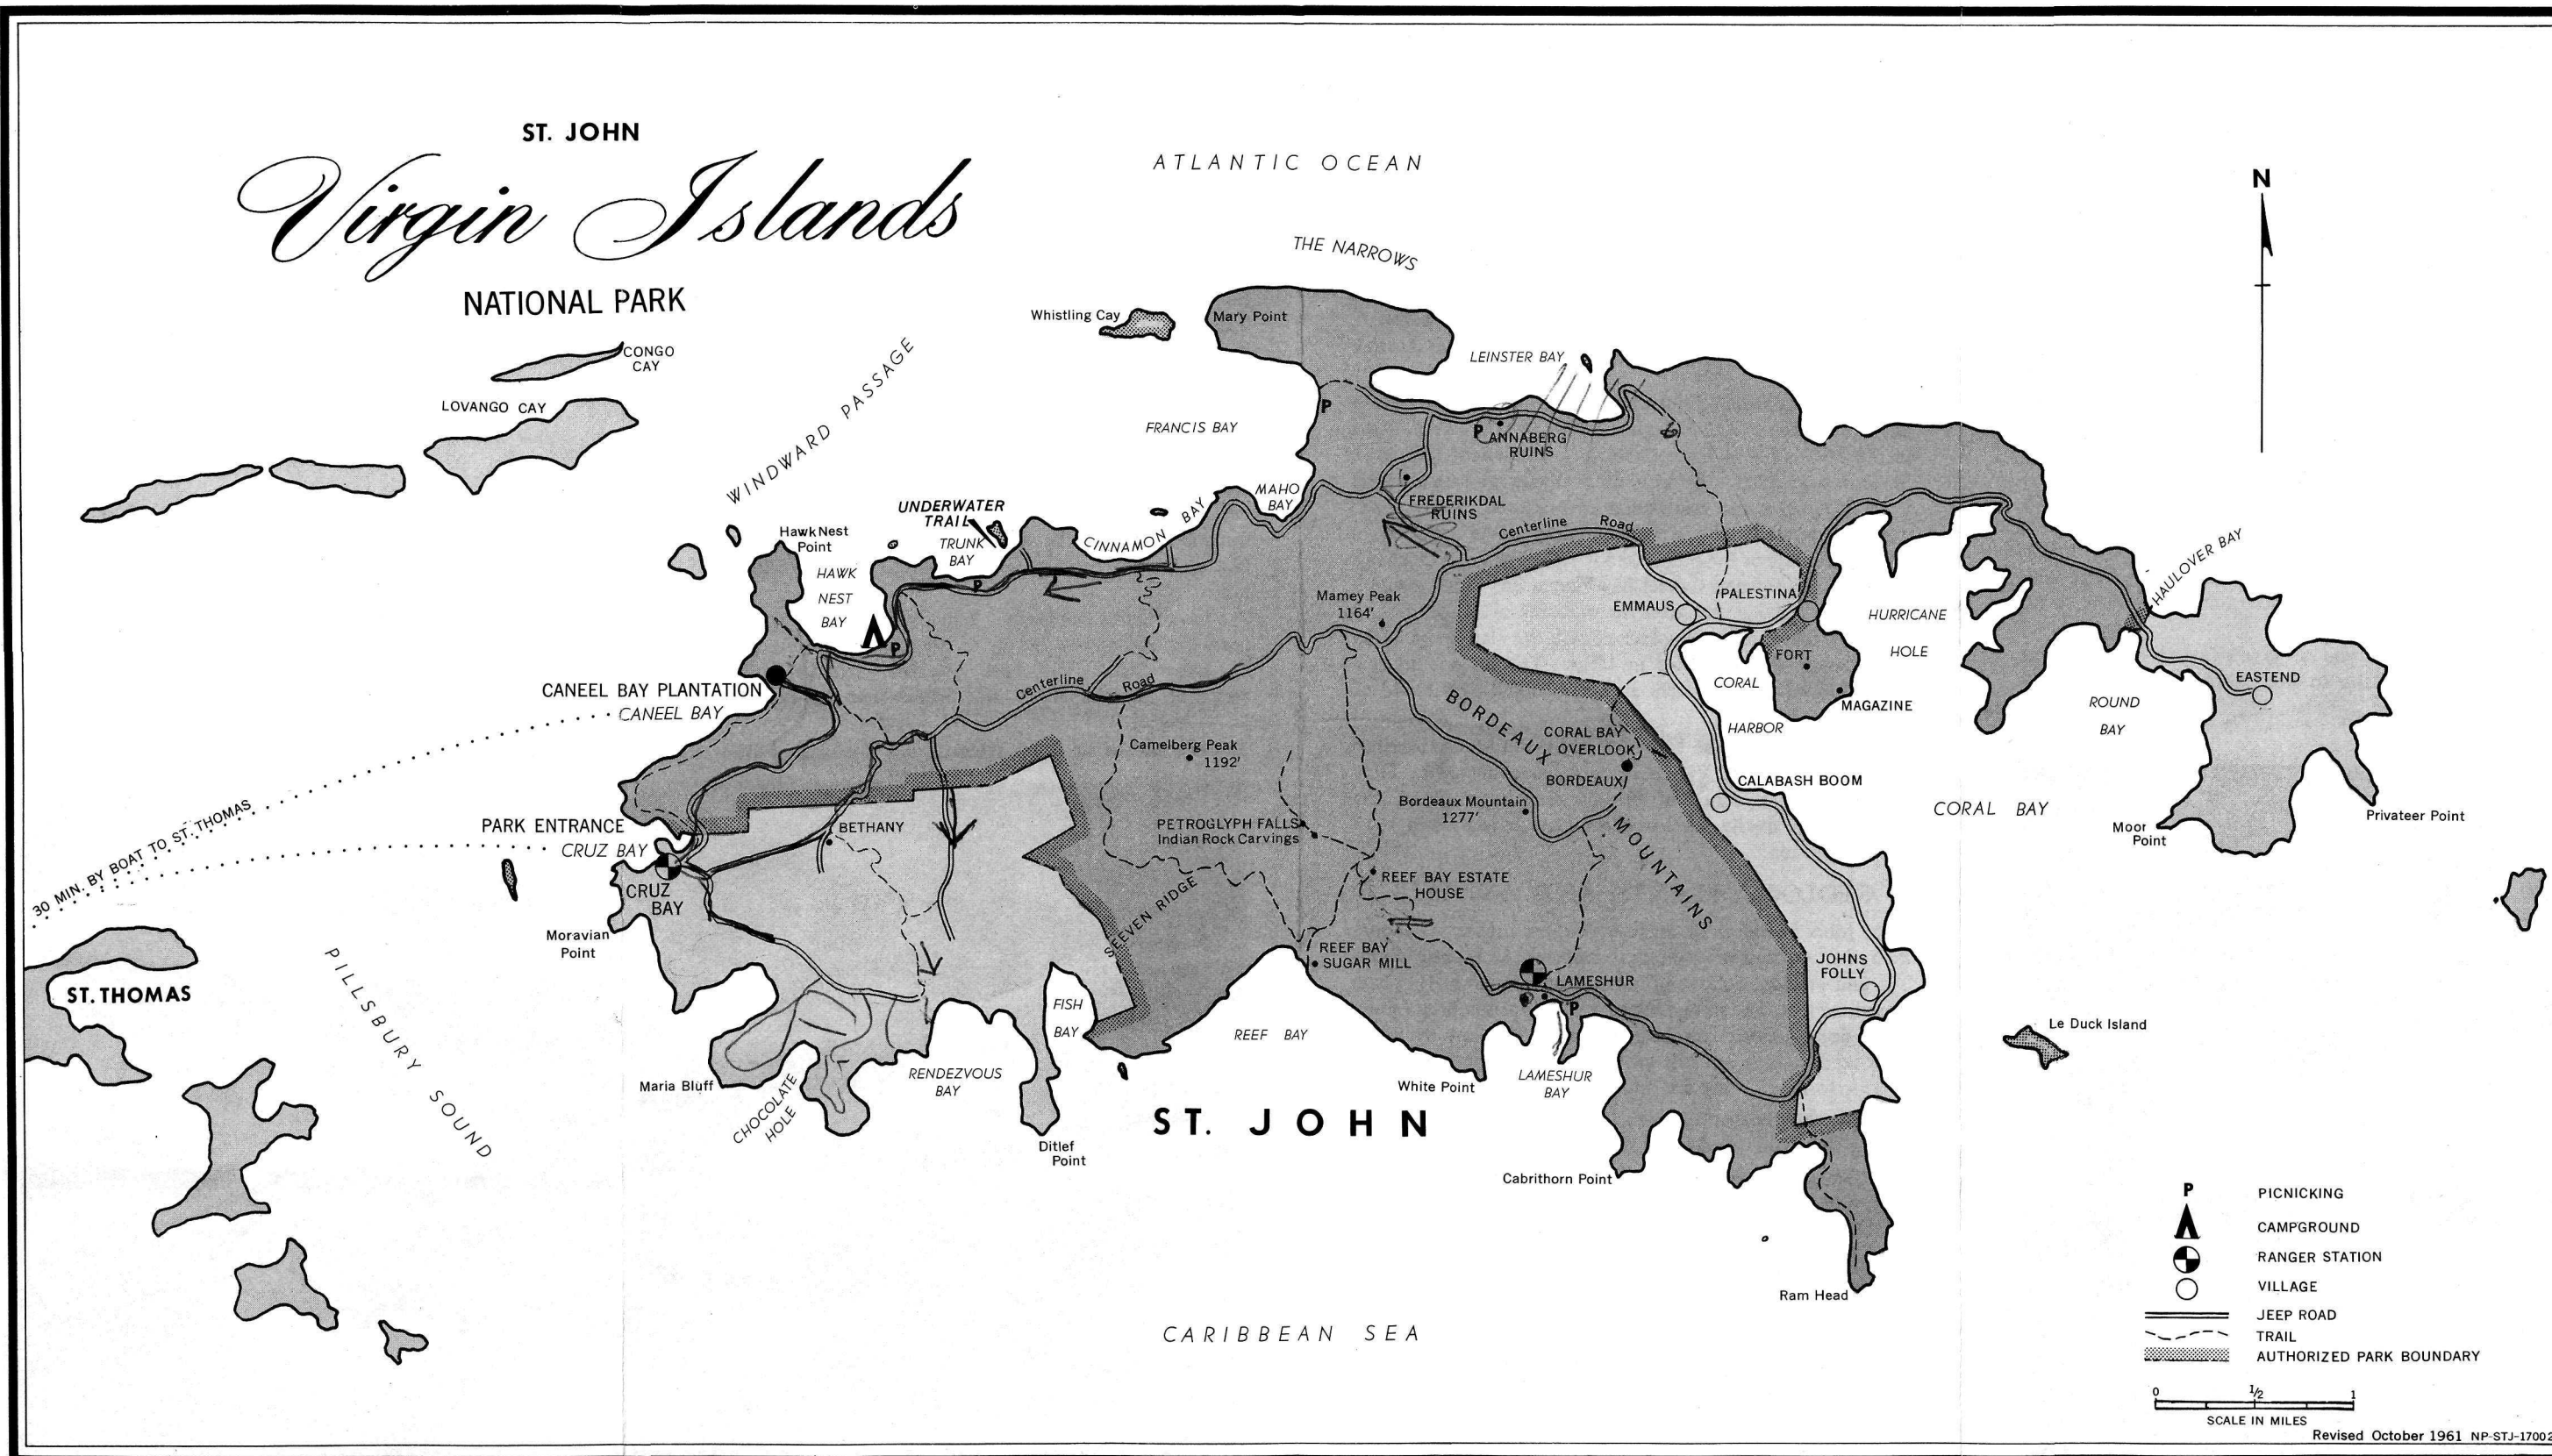 ST. JOHN
Virgin Islands
NATIONAL PARK
ATLANTIC OCEAN
THE NARROWS
N
Whistling Cay
Mary Point
LEINSTER BAY
CONGO
CAY
LOVANGO CAY
WINDWARD PASSAGE
FRANCIS BAY
P
P
ANNABERG
RUINS
MAHO
BAY
UNDERWATER
TRAIL
TRUNK
BAY
CINNAMON BAY
FREDERIKDAL
RUINS
Centerline Road
Hawk Nest
Point
HAWK
NEST
BAY
P
P
Mamey Peak
1164'
EMMAUS
PALESTINA
HAULOVER BAY
HURRICANE
HOLE
FORT
CORAL
HARBOR
MAGAZINE
ROUND
BAY
EASTEND
CANEEL BAY PLANTATION
CANEEL BAY
Centerline Road
BORDEAUX
MOUNTAINS
CORAL BAY
OVERLOOK
BORDEAUX
Camelberg Peak
1192'
CALABASH BOOM
CORAL BAY
Bordeaux Mountain
1277'
Moor
Point
Privateer Point
30 MIN. BY BOAT TO ST. THOMAS
PARK ENTRANCE
CRUZ BAY
BETHANY
PETROGLYPH FALLS
Indian Rock Carvings
CRUZ
BAY
REEF BAY ESTATE
HOUSE
SEEVEN RIDGE
Moravian
Point
REEF BAY
SUGAR MILL
LAMESHUR
P
JOHNS
FOLLY
ST. THOMAS
PILLSBURY SOUND
FISH
BAY
REEF BAY
Le Duck Island
Maria Bluff
CHOCOLATE
HOLE
RENDEZVOUS
BAY
White Point
LAMESHUR
BAY
ST. JOHN
Ditlef
Point
Cabrithorn Point
Ram Head
CARIBBEAN SEA
P PICNICKING
CAMPGROUND
RANGER STATION
VILLAGE
JEEP ROAD
TRAIL
AUTHORIZED PARK BOUNDARY
0 1/2 1
SCALE IN MILES
Revised October 1961 NP-STJ-17002